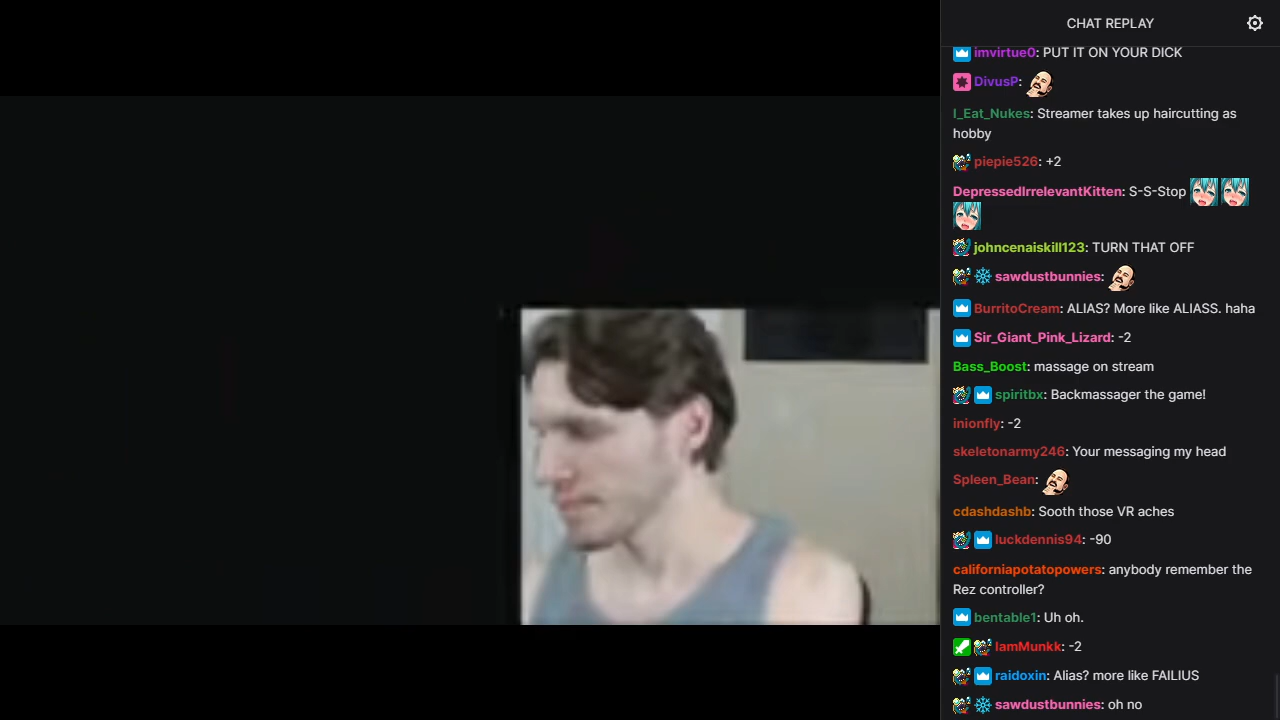 CHAT REPLAY
imvirtue0: PUT IT ON YOUR DICK
DivusP:
I_Eat_Nukes: Streamer takes up haircutting as
hobby
piepie526: +2
DepressedIrrelevantKitten: S-S-Stop
johncenaiskill123: TURN THAT OFF
sawdustbunnies:
BurritoCream: ALIAS? More like ALIASS. haha
Sir_Giant_Pink_Lizard: -2
Bass_Boost: massage on stream
spiritbx: Backmassager the game!
inionfly: -2
skeletonarmy246: Your messaging my head
Spleen_Bean:
cdashdashb: Sooth those VR aches
luckdennis94: -90
californiapotatopowers: anybody remember the
Rez controller?
bentable1: Uh oh.
IamMunkk: -2
raidoxin: Alias? more like FAILIUS
sawdustbunnies: oh no